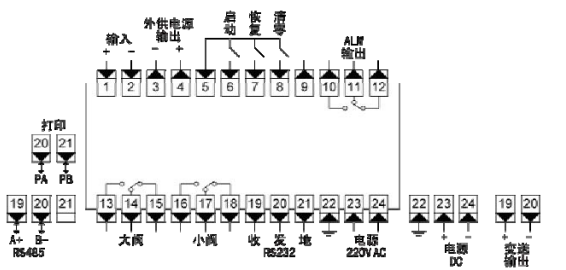 外供电源 启 恢 清
输入 输出 动 复 零 ALM
+ − − + 输出
1 2 3 4 5 6 7 8 9 10 11 12
打印
20 21
PA PB
19 20 21 13 14 15 16 17 18 19 20 21 22 23 24 22 23 24 19 20
A+ B− 大阀 小阀 收 发 地 电源 + − + −
RS485 RS232 220VAC 电源 变送
DC 输出